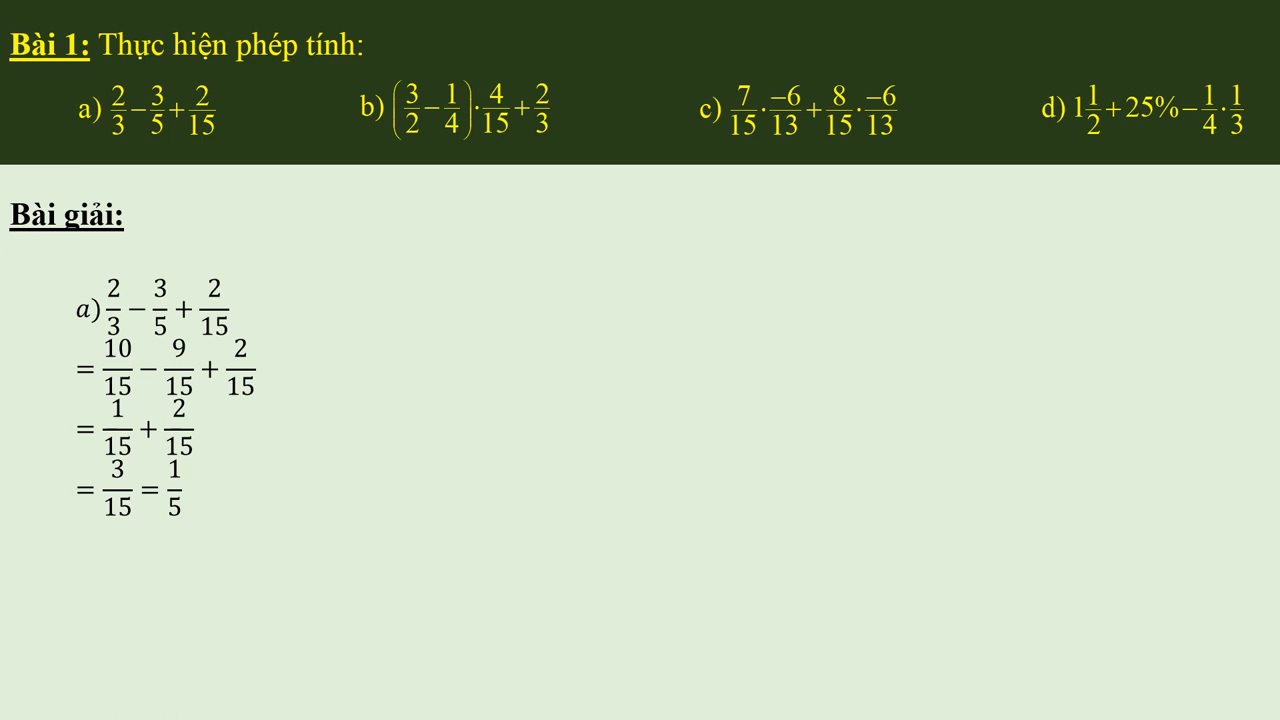 Bài 1: Thực hiện phép tính:
a) 2/3 − 3/5 + 2/15 b) (3/2 − 1/4) · 4/15 + 2/3 c) 7/15 · −6/13 + 8/15 · −6/13 d) 1 1/2 + 25% − 1/4 · 1/3
Bài giải:
a) 2/3 − 3/5 + 2/15
= 10/15 − 9/15 + 2/15
= 1/15 + 2/15
= 3/15 = 1/5